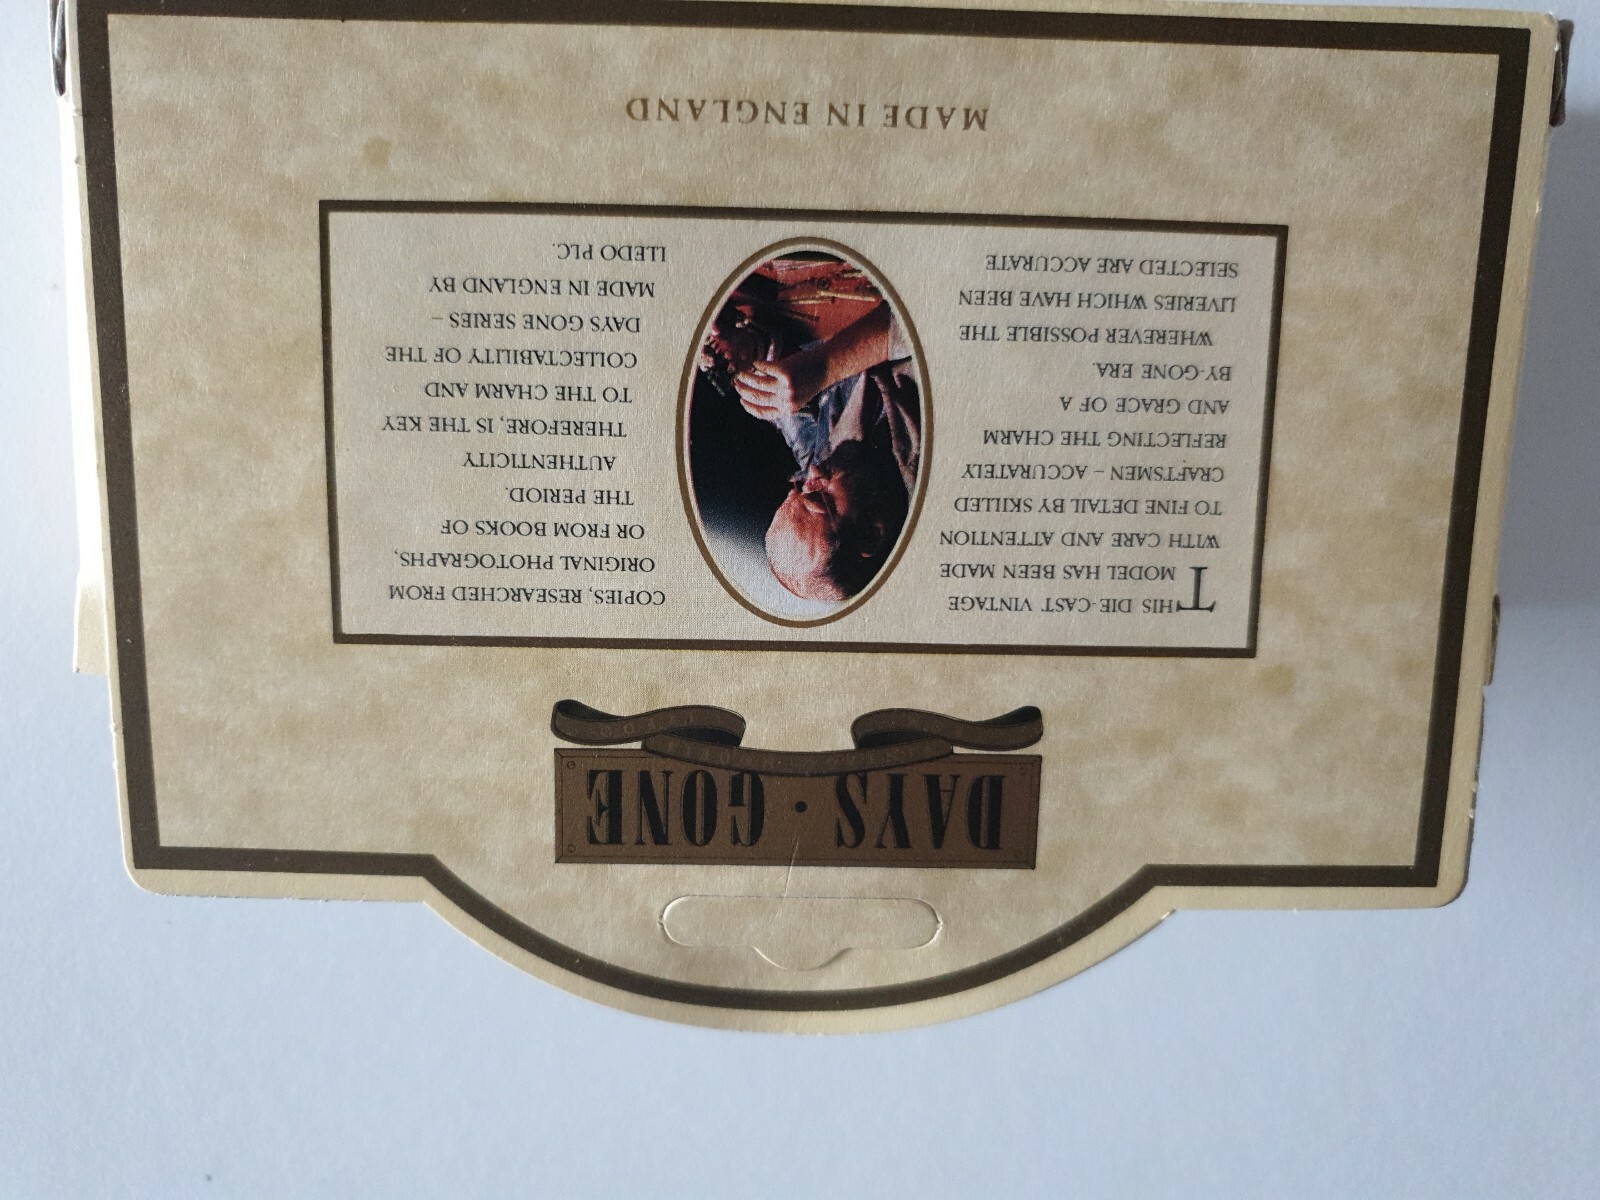 DAYS · GONE
THIS DIE-CAST VINTAGE
MODEL HAS BEEN MADE
WITH CARE AND ATTENTION
TO FINE DETAIL BY SKILLED
CRAFTSMEN – ACCURATELY
REFLECTING THE CHARM
AND GRACE OF A
BY-GONE ERA.
WHEREVER POSSIBLE THE
LIVERIES WHICH HAVE BEEN
SELECTED ARE ACCURATE
COPIES, RESEARCHED FROM
ORIGINAL PHOTOGRAPHS,
OR FROM BOOKS OF
THE PERIOD.
AUTHENTICITY
THEREFORE, IS THE KEY
TO THE CHARM AND
COLLECTABILITY OF THE
DAYS GONE SERIES –
MADE IN ENGLAND BY
LLEDO PLC.
MADE IN ENGLAND